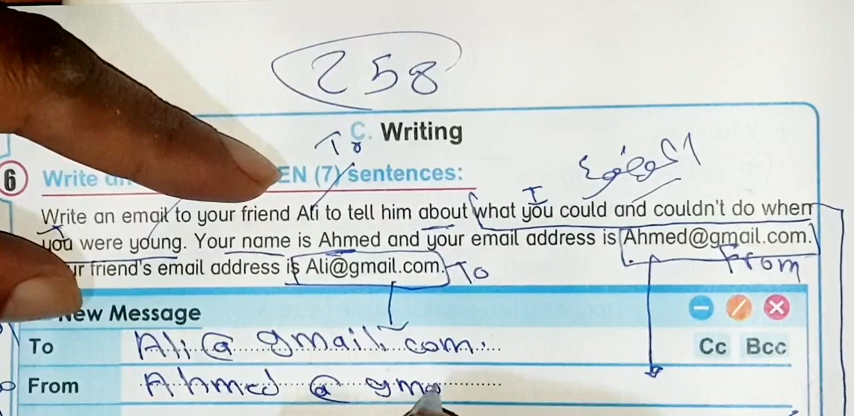 258
C. Writing
To
6 Write EN (7) sentences:
الموضوع
I
Write an email to your friend Ali to tell him about what you could and couldn't do when
you were young. Your name is Ahmed and your email address is Ahmed@gmail.com.
ur friend's email address is Ali@gmail.com. To From
New Message
To Ali@gmail.com. Cc Bcc
From Ahmed @ gma